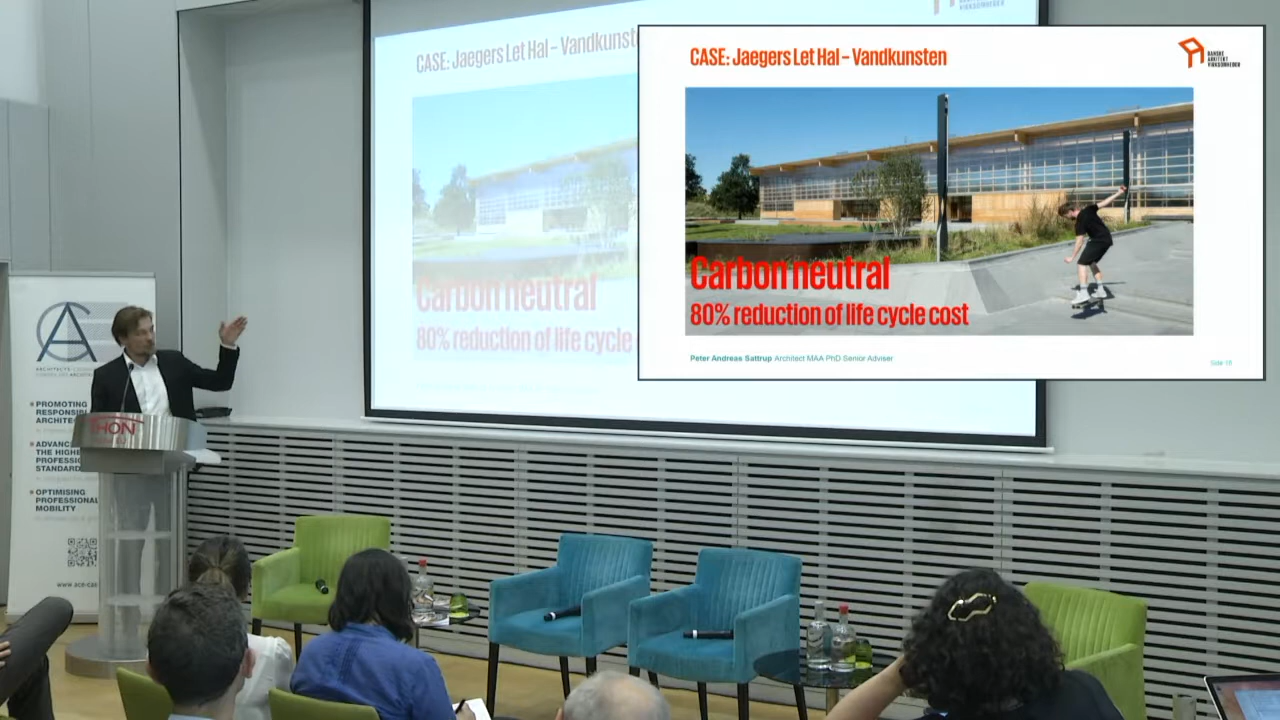 CASE: Jaegers Let Hal – Vandkunsten
Carbon neutral
80% reduction of life cycle
CASE: Jaegers Let Hal – Vandkunsten
DANSKE
ARKITEKT
VIRKSOMHEDER
Carbon neutral
80% reduction of life cycle cost
Peter Andreas Sattrup Architect MAA PhD Senior Adviser
THON
PROMOTING
RESPONSIBLE
ARCHITE
ADVANC
THE HIGHE
PROFESSIO
STANDARD
OPTIMISING
PROFESSIONAL
MOBILITY
www.ace-cae